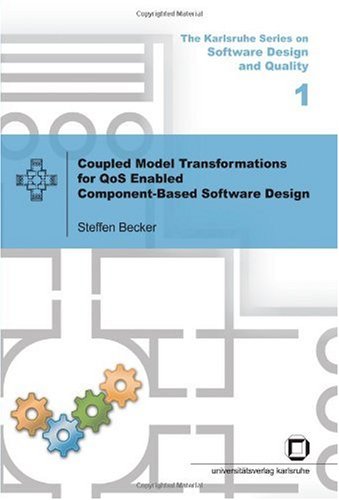 Copyrighted Material
The Karlsruhe Series on
Software Design
and Quality
1
Coupled Model Transformations
for QoS Enabled
Component-Based Software Design
Steffen Becker
universitätsverlag karlsruhe
Copyrighted Material